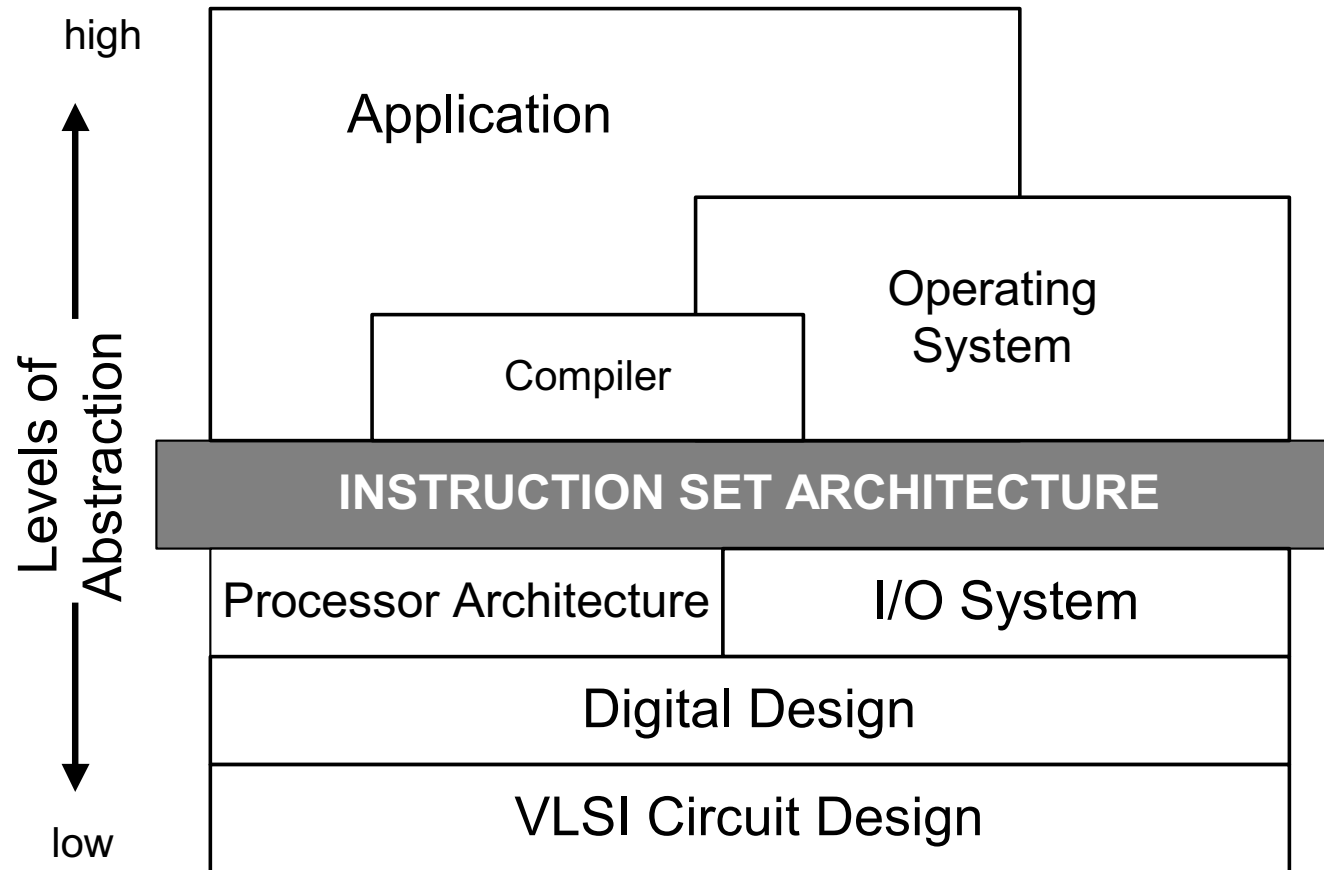 high
Application
Operating
System
Compiler
Levels of
Abstraction
INSTRUCTION SET ARCHITECTURE
Processor Architecture
I/O System
Digital Design
VLSI Circuit Design
low